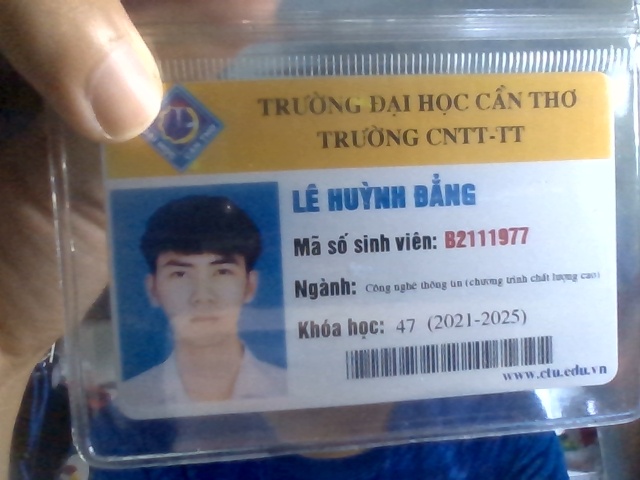 TRƯỜNG ĐẠI HỌC CẦN THƠ
TRƯỜNG CNTT-TT
LÊ HUỲNH ĐẲNG
Mã số sinh viên: B2111977
Ngành: Công nghệ thông tin (chương trình chất lượng cao)
Khóa học: 47 (2021-2025)
www.ctu.edu.vn